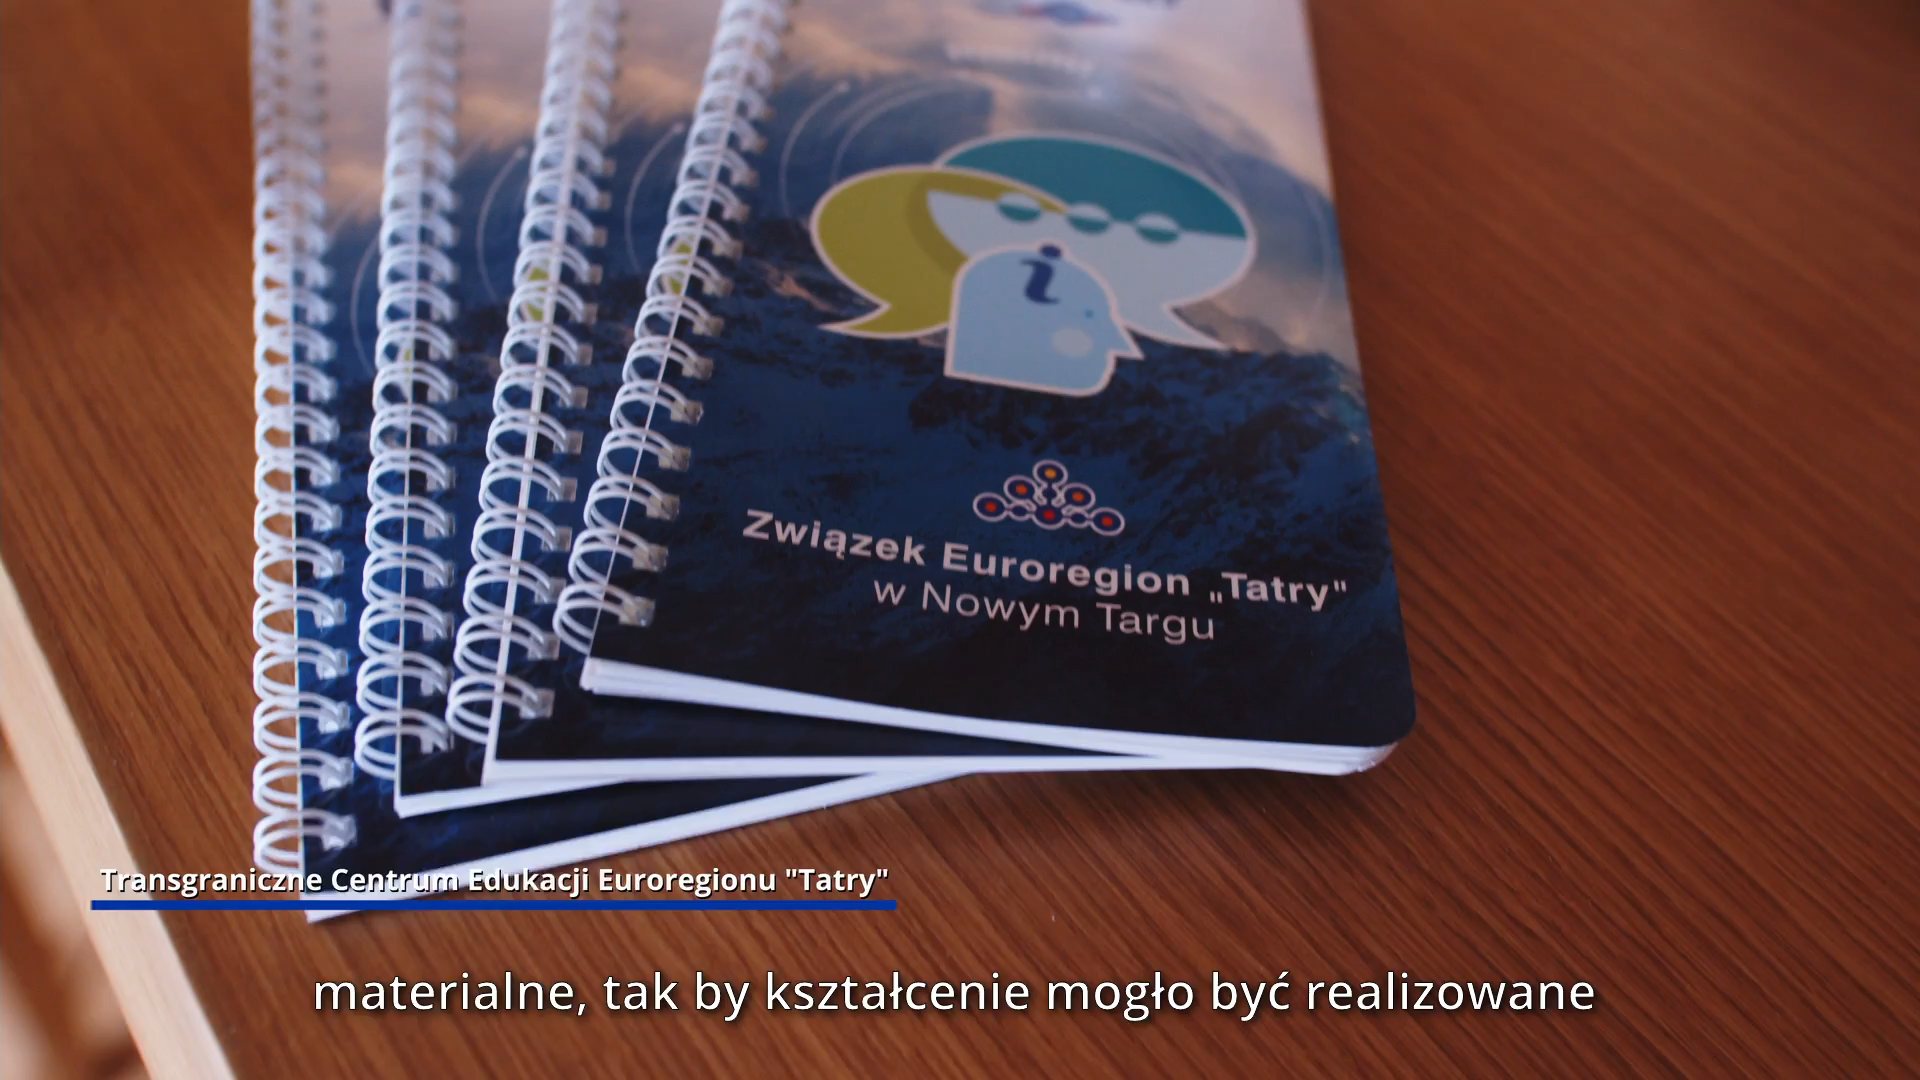 i
Związek Euroregion „Tatry"
w Nowym Targu
Transgraniczne Centrum Edukacji Euroregionu "Tatry"
materialne, tak by kształcenie mogło być realizowane